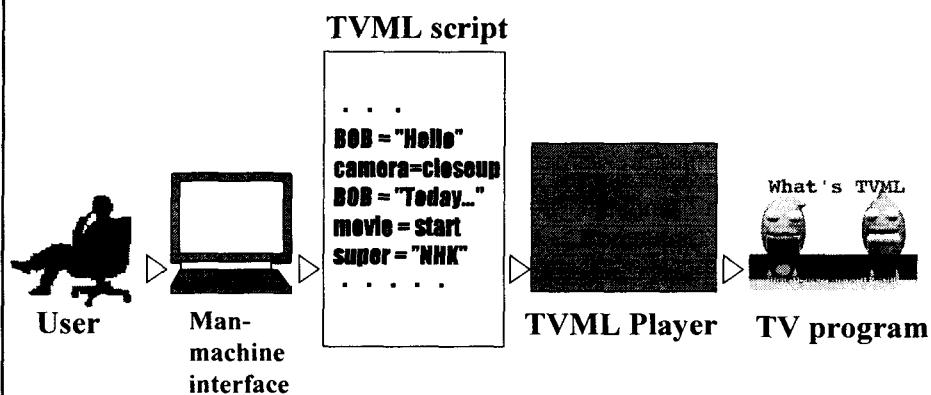 TVML script
. . .
BOB = "Hello"
camera=closeup
BOB = "Today..."
movie = start
super = "NHK"
. . . . .
What's TVML
User
Man-
machine
interface
TVML Player
TV program